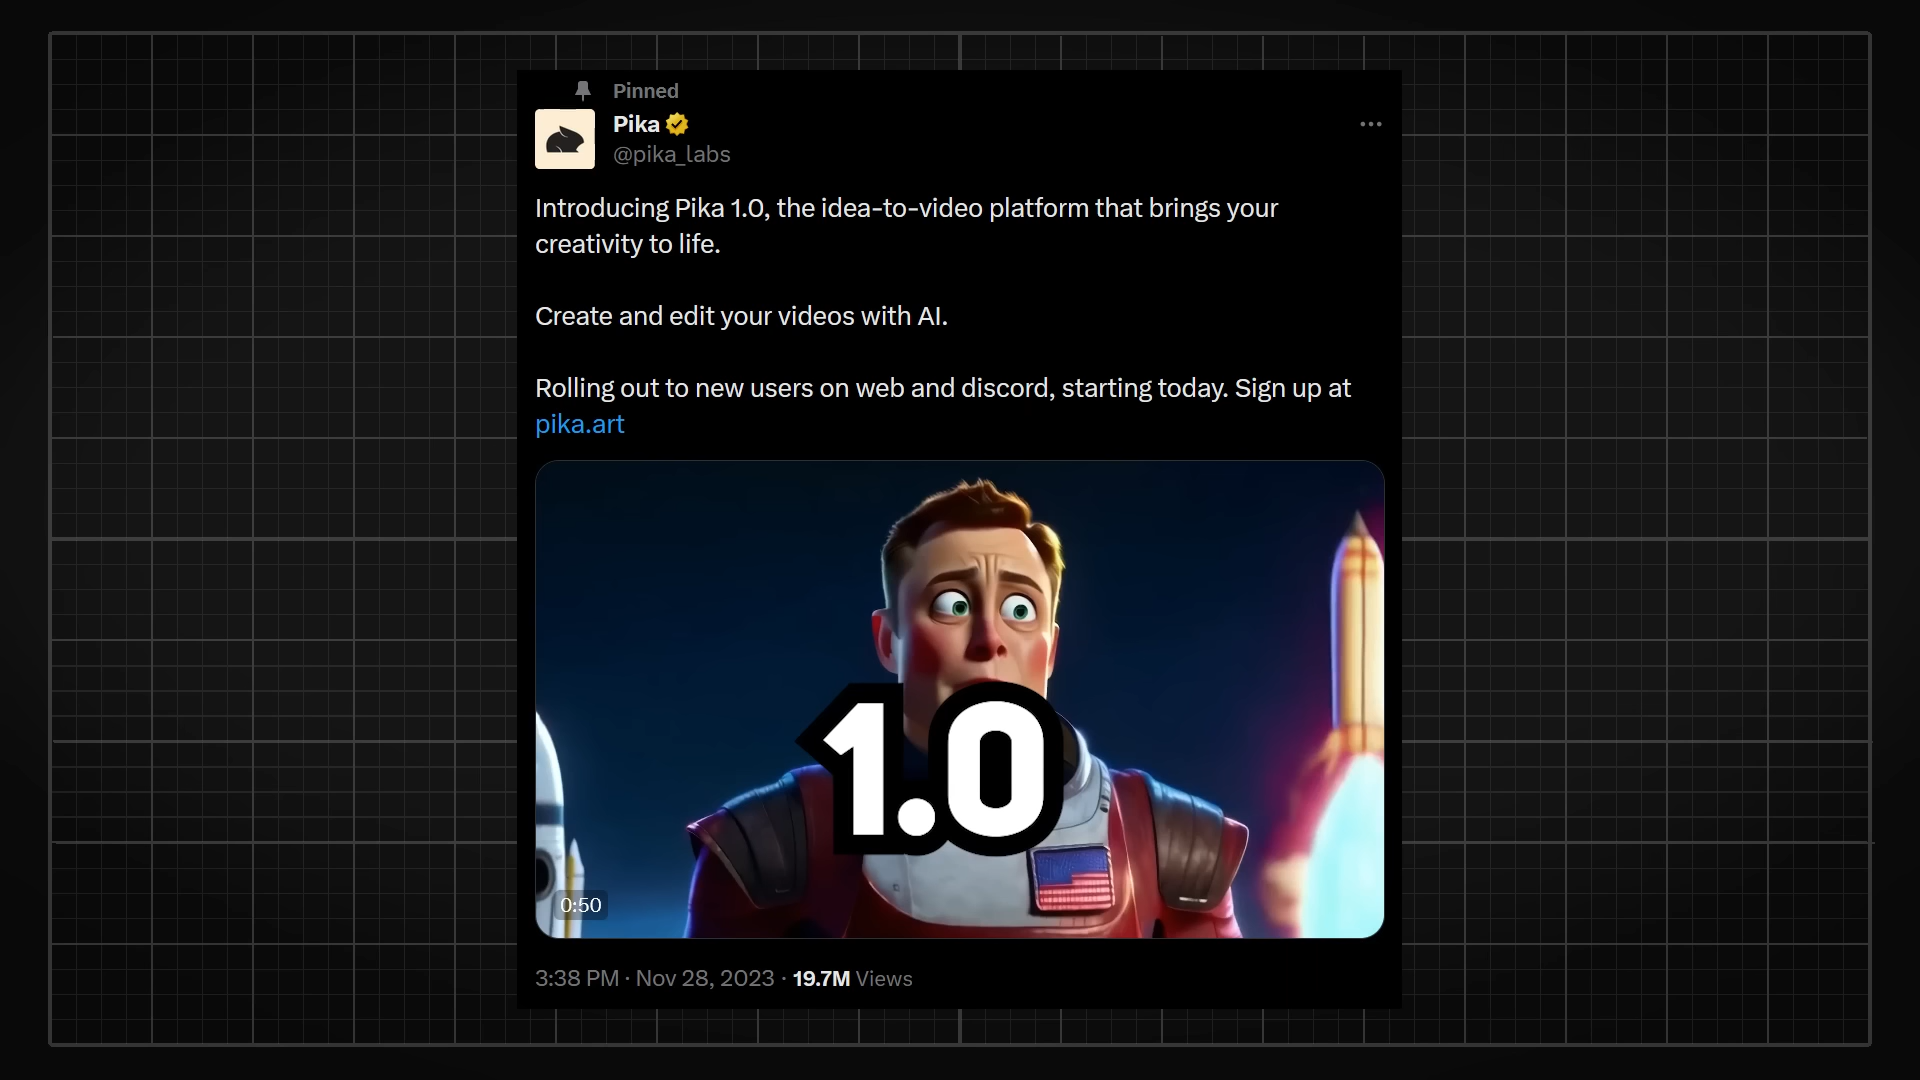 Pinned
Pika
@pika_labs
Introducing Pika 1.0, the idea-to-video platform that brings your
creativity to life.
Create and edit your videos with AI.
Rolling out to new users on web and discord, starting today. Sign up at
pika.art
1.0
0:50
3:38 PM · Nov 28, 2023 · 19.7M Views